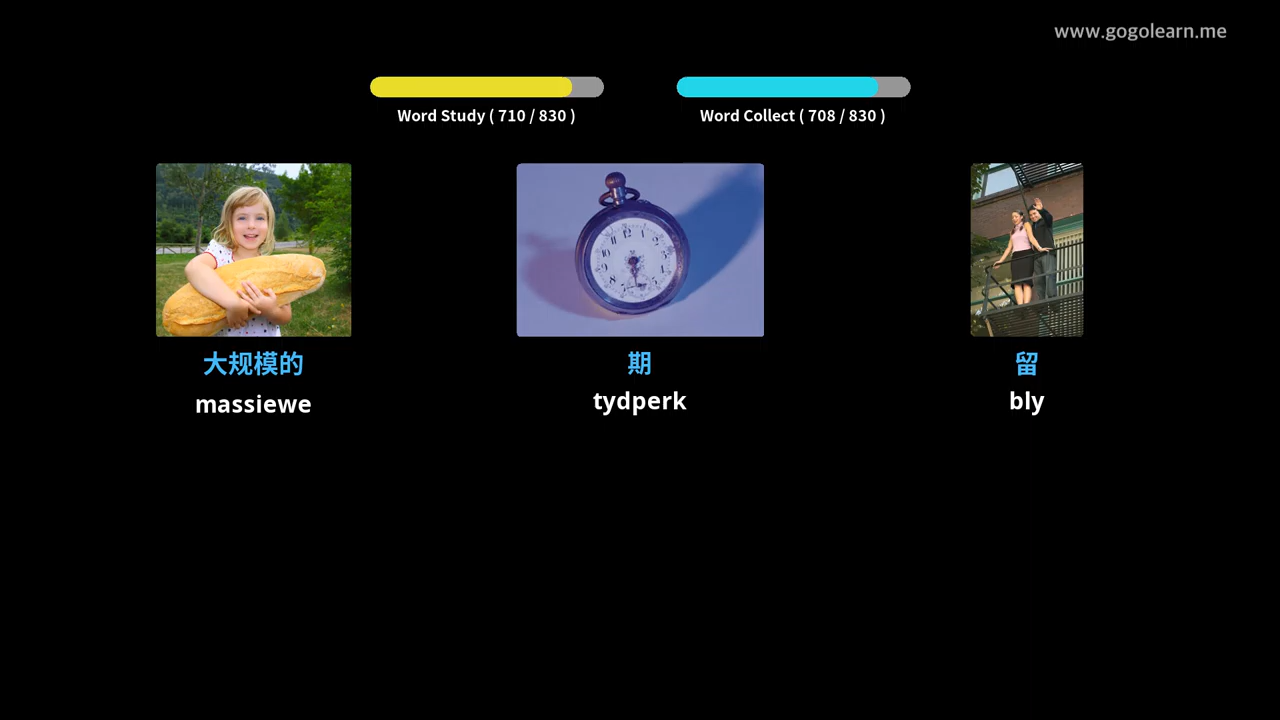 www.gogolearn.me
Word Study ( 710 / 830 )
Word Collect ( 708 / 830 )
大规模的
期
留
massiewe
tydperk
bly